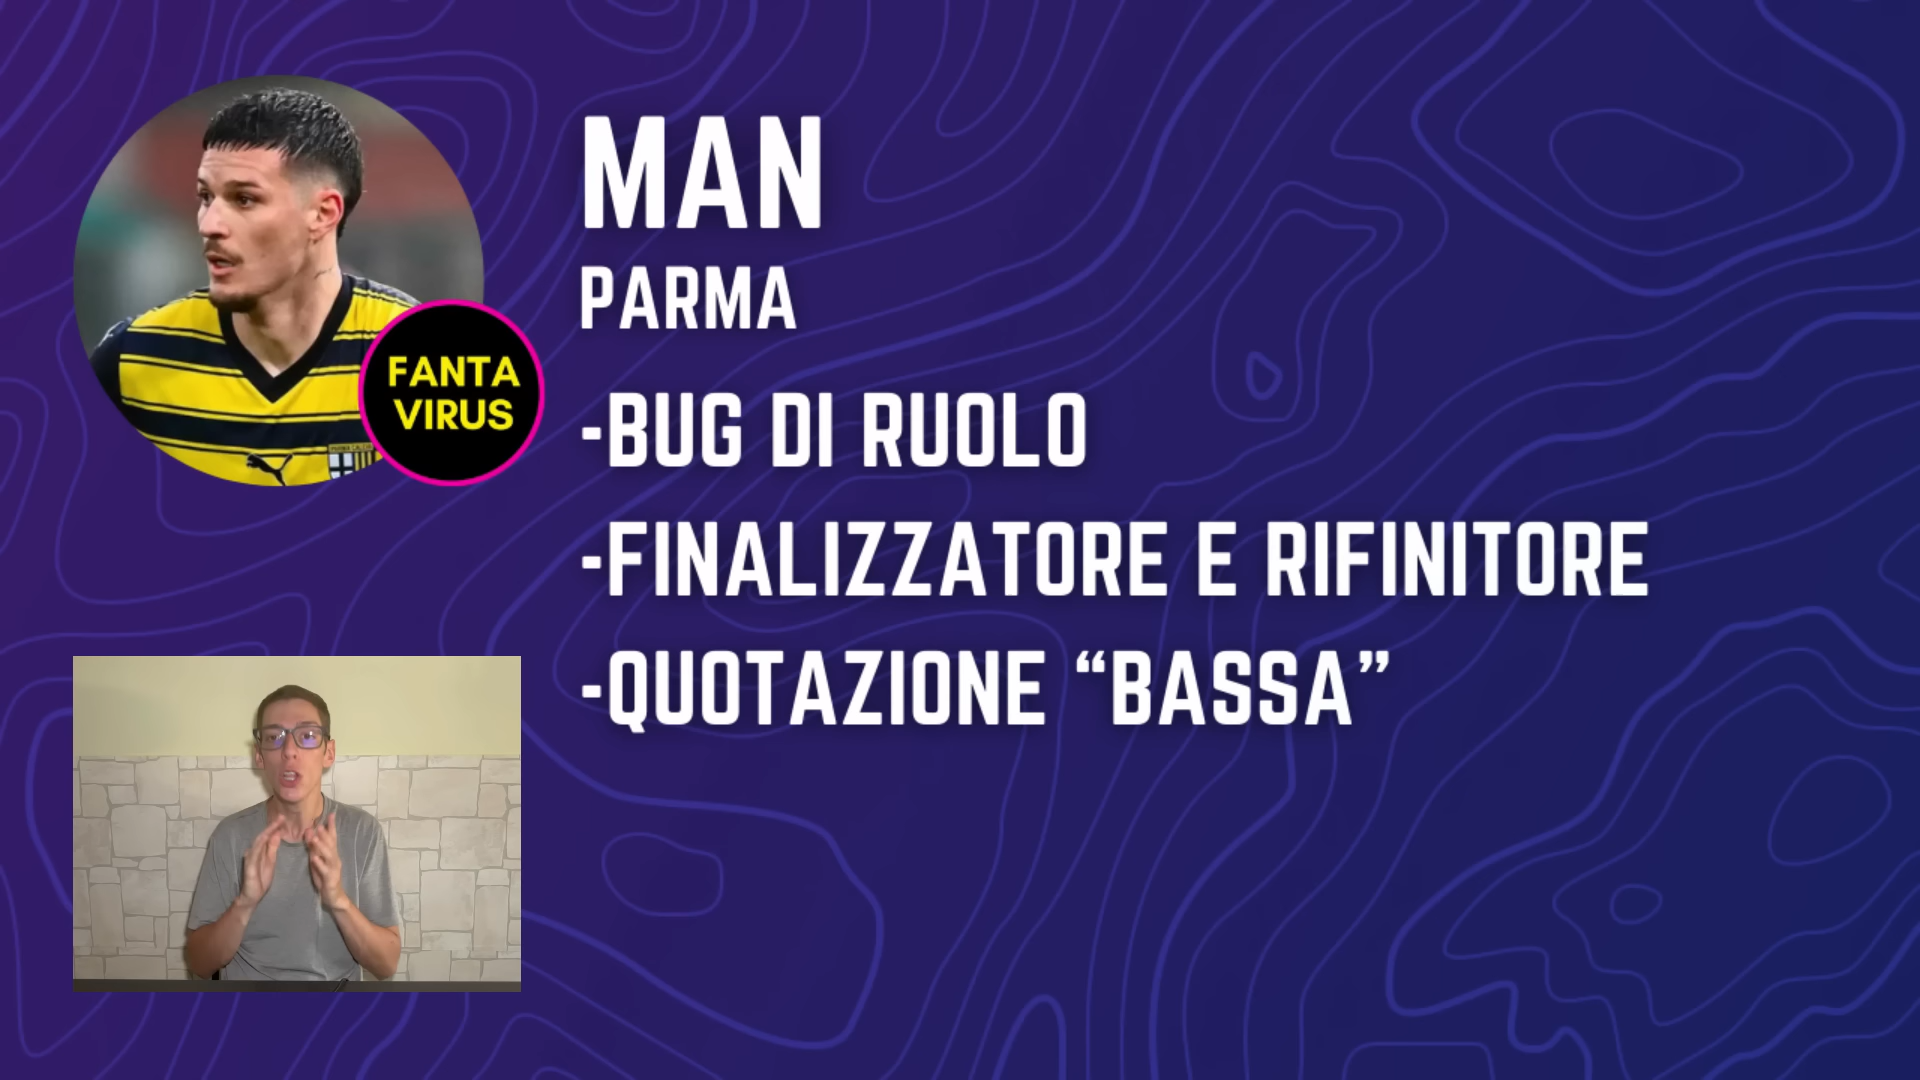 MAN
PARMA
FANTA
VIRUS
-BUG DI RUOLO
-FINALIZZATORE E RIFINITORE
-QUOTAZIONE “BASSA”